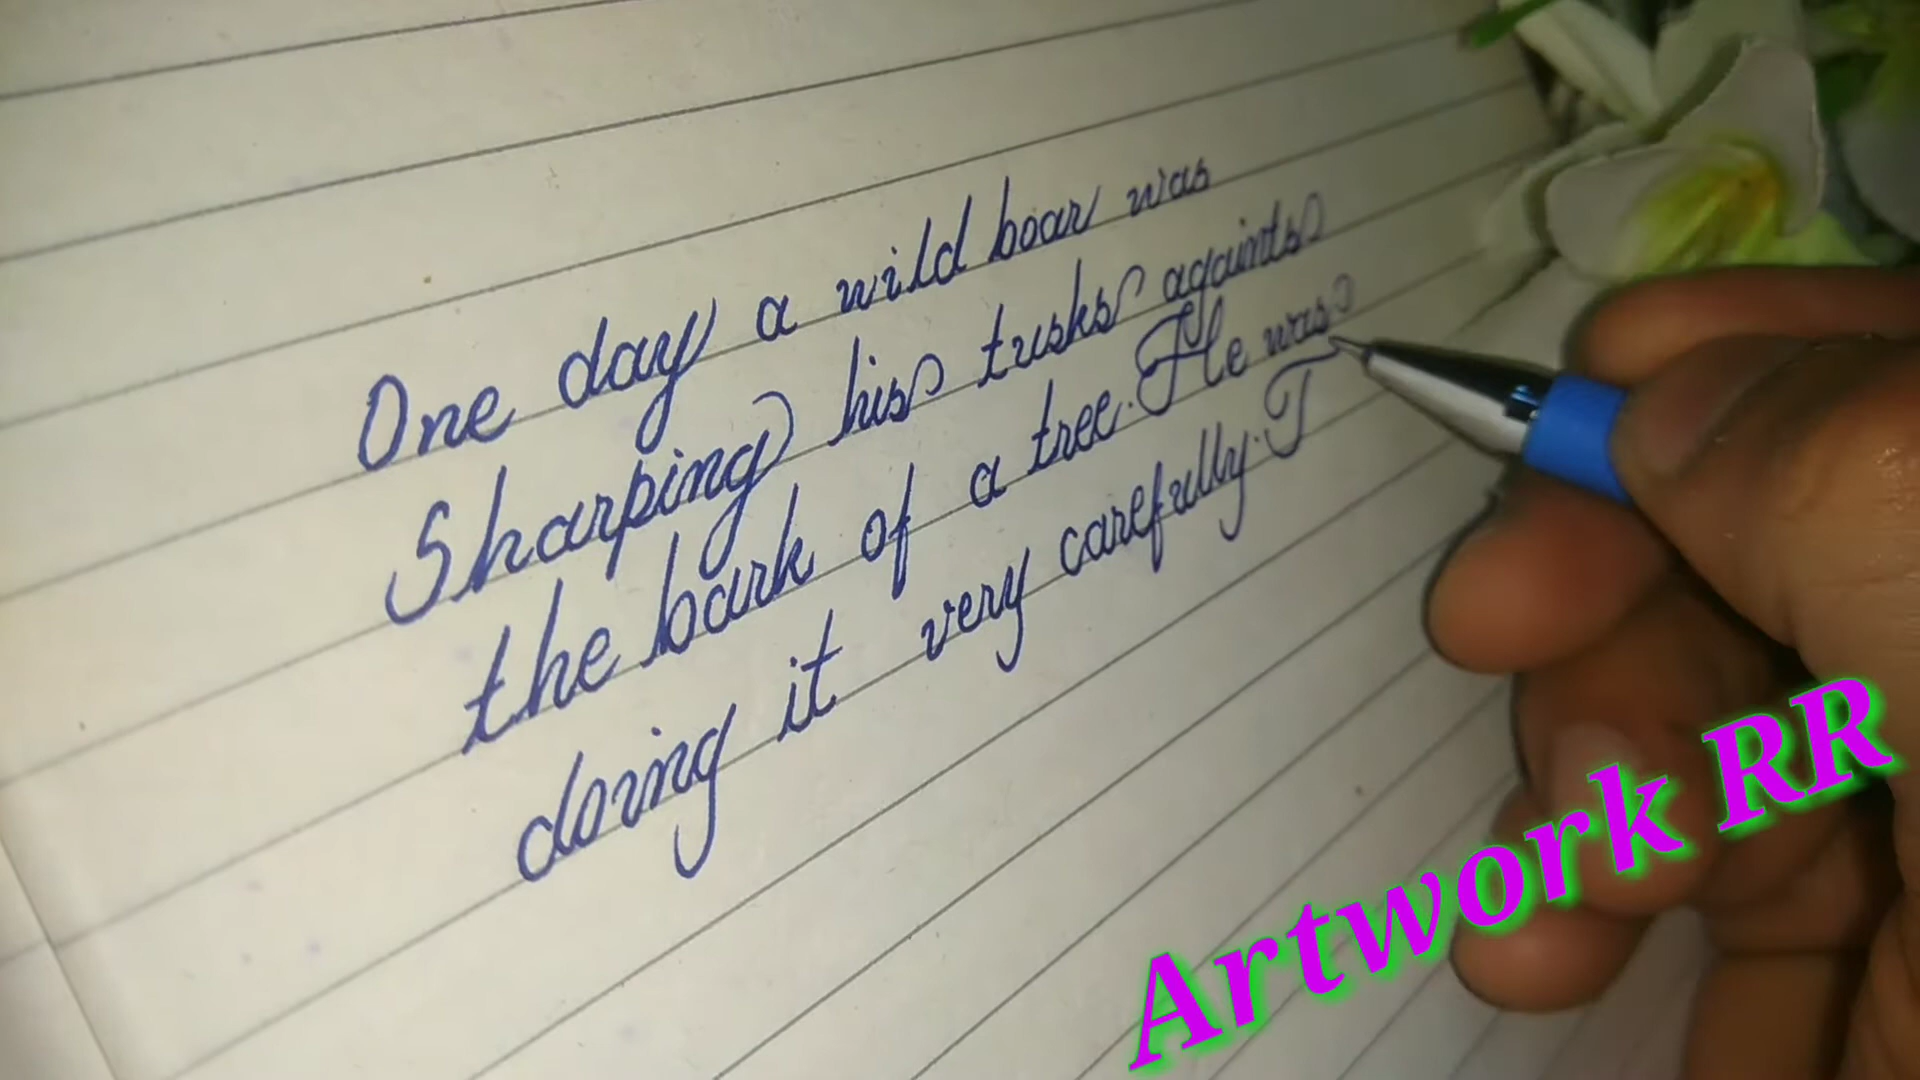 One day a wild boar was
Sharping his tusks againts
the bark of a tree. He was
doing it very carefully. T
Artwork RR